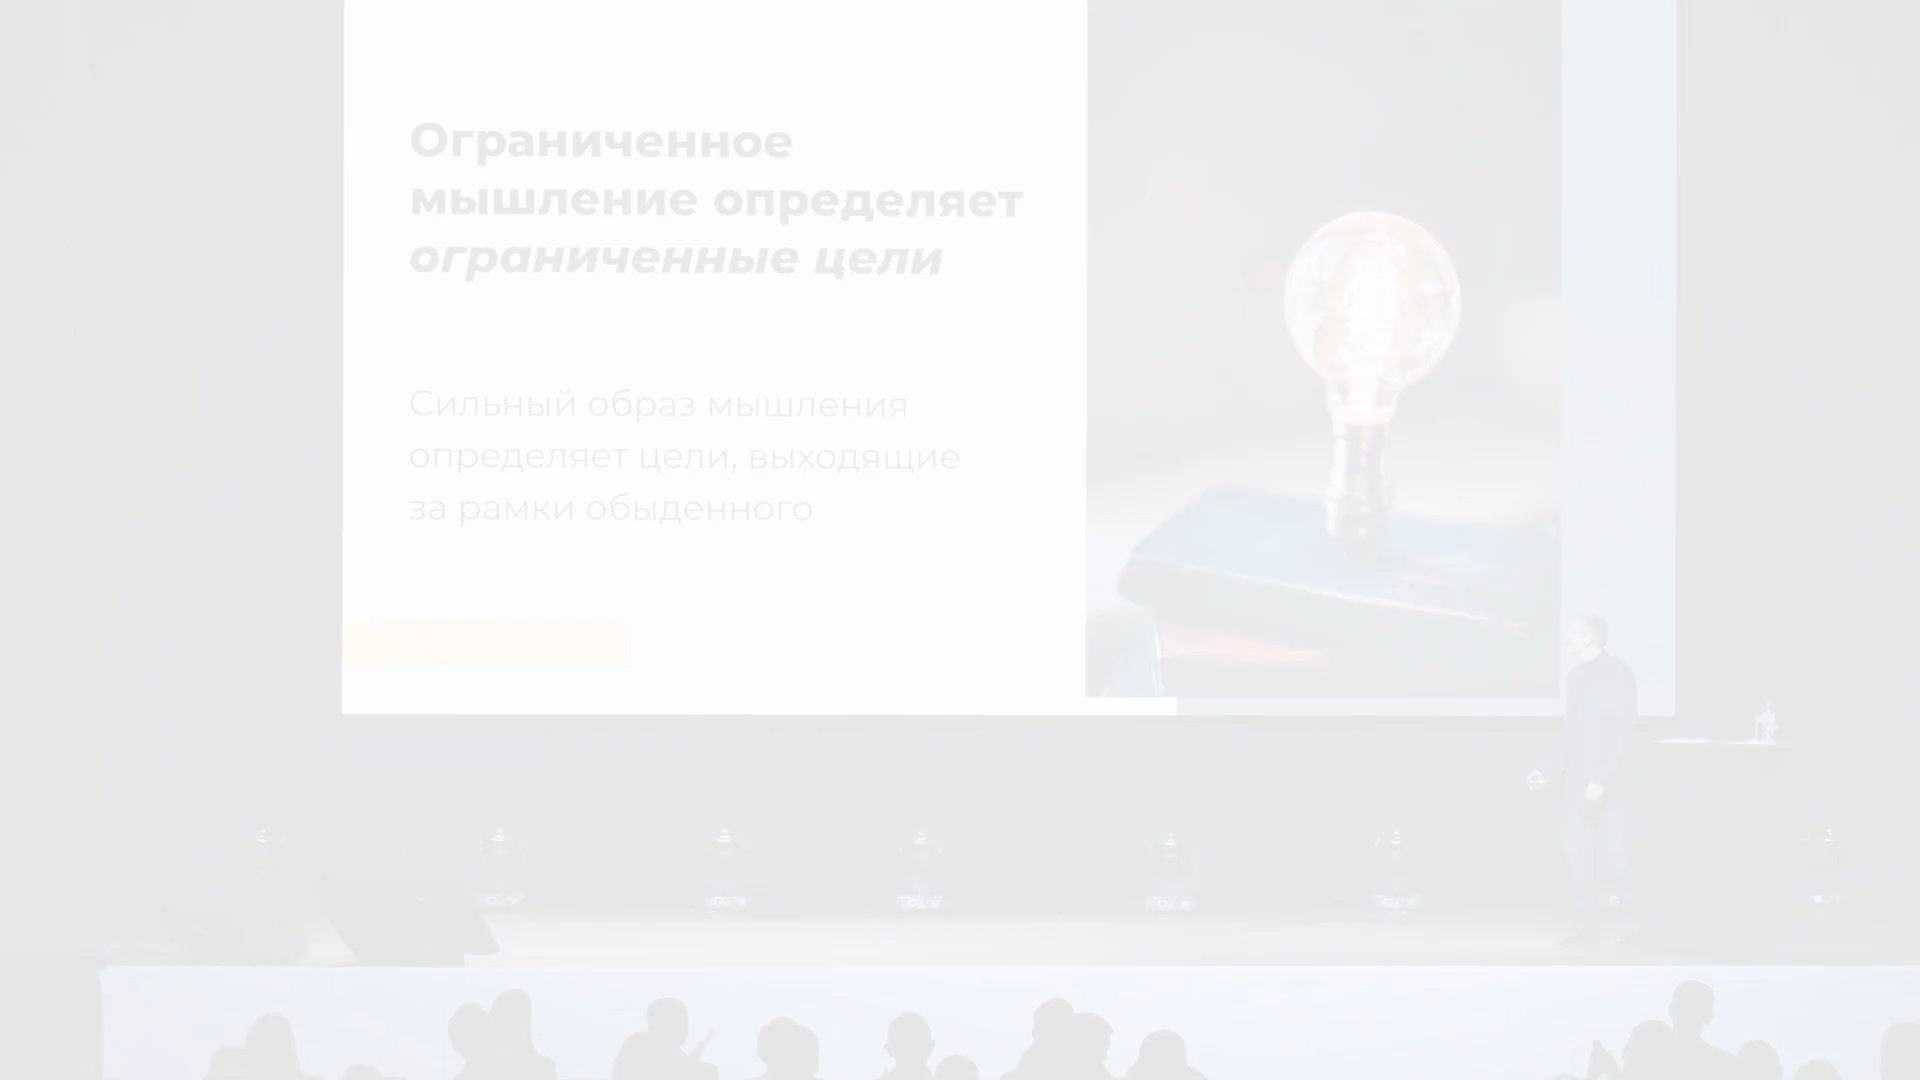 Ограниченное
мышление определяет
ограниченные цели
Сильный образ мышления
определяет цели, выходящие
за рамки обыденного